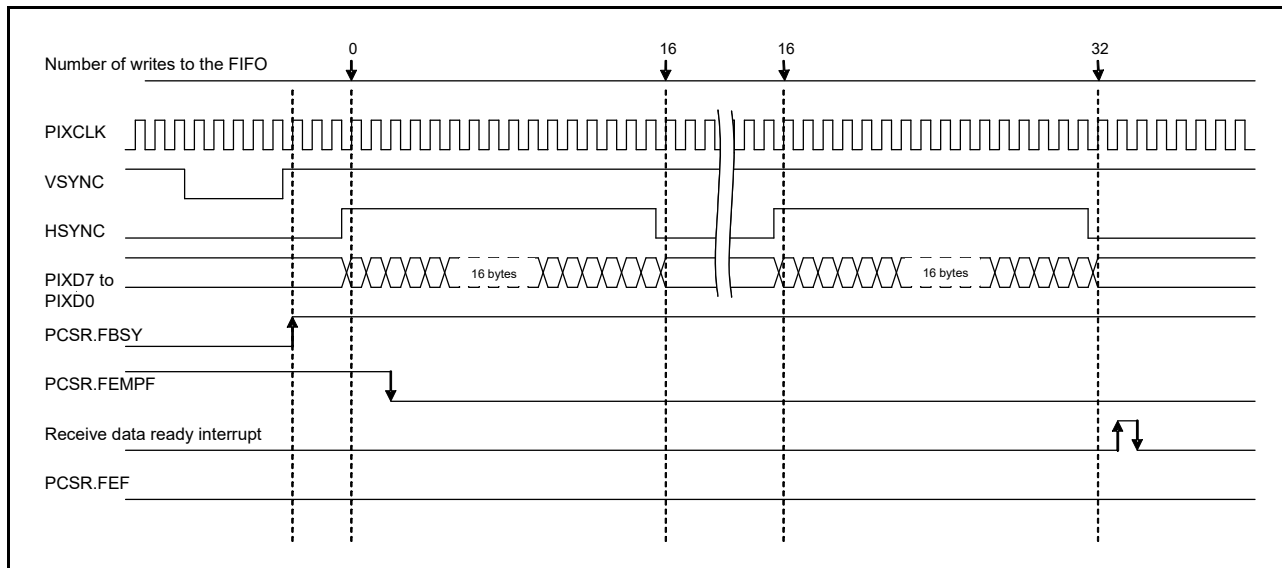 0 16 16 32
Number of writes to the FIFO
PIXCLK
VSYNC
HSYNC
PIXD7 to
PIXD0
16 bytes 16 bytes
PCSR.FBSY
PCSR.FEMPF
Receive data ready interrupt
PCSR.FEF